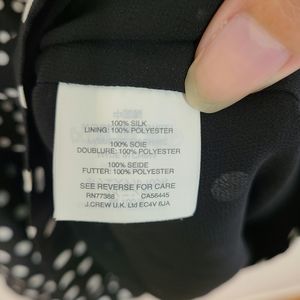 100% SILK
LINING: 100% POLYESTER
100% SOIE
DOUBLURE: 100% POLYESTER
100% SEIDE
FUTTER: 100% POLYESTER
SEE REVERSE FOR CARE
RN77388 CA56445
J.CREW U.K. Ltd EC4V 6JA